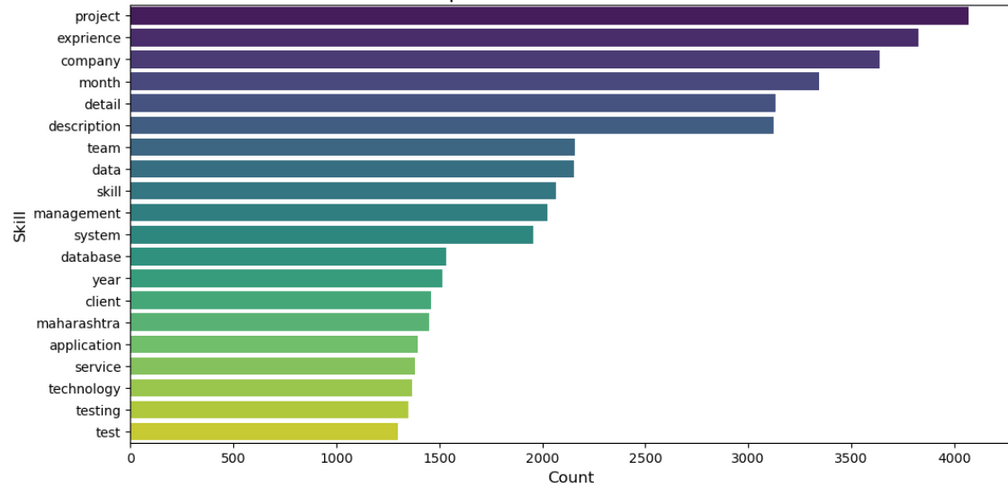 project
exprience
company
month
detail
description
team
data
skill
management
system
database
year
client
maharashtra
application
service
technology
testing
test
Skill
0 500 1000 1500 2000 2500 3000 3500 4000
Count